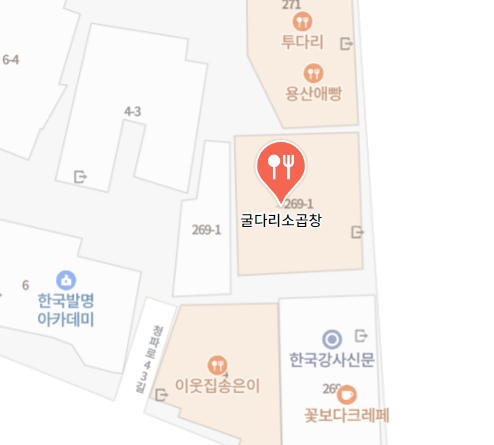 271
투다리
6-4
용산애빵
4-3
269-1
굴다리소곱창
269-1
6
한국발명
아카데미
청파로43길
한국강사신문
이웃집송은이
꽃보다크레페